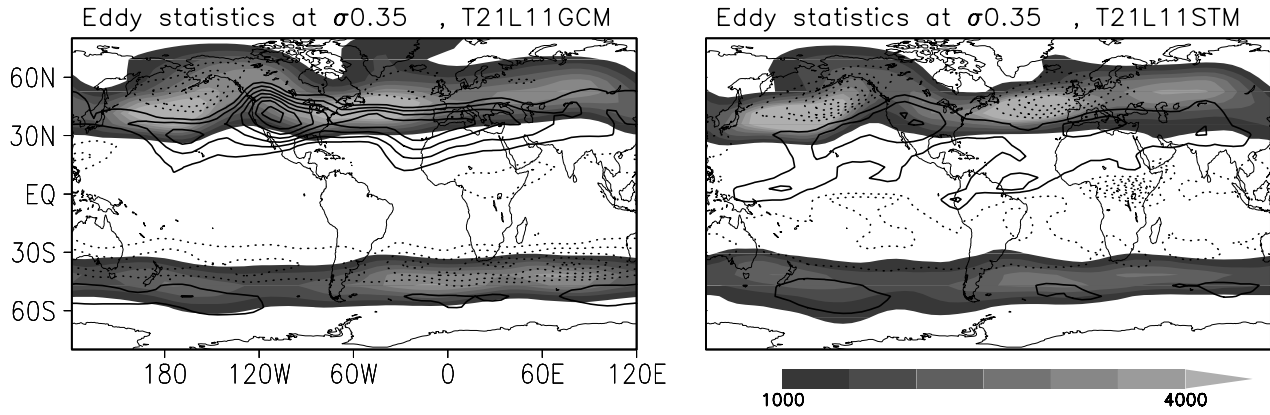 Eddy statistics at σ0.35 , T21L11GCM
Eddy statistics at σ0.35 , T21L11STM
60N
30N
EQ
30S
60S
180 120W 60W 0 60E 120E
1000 4000